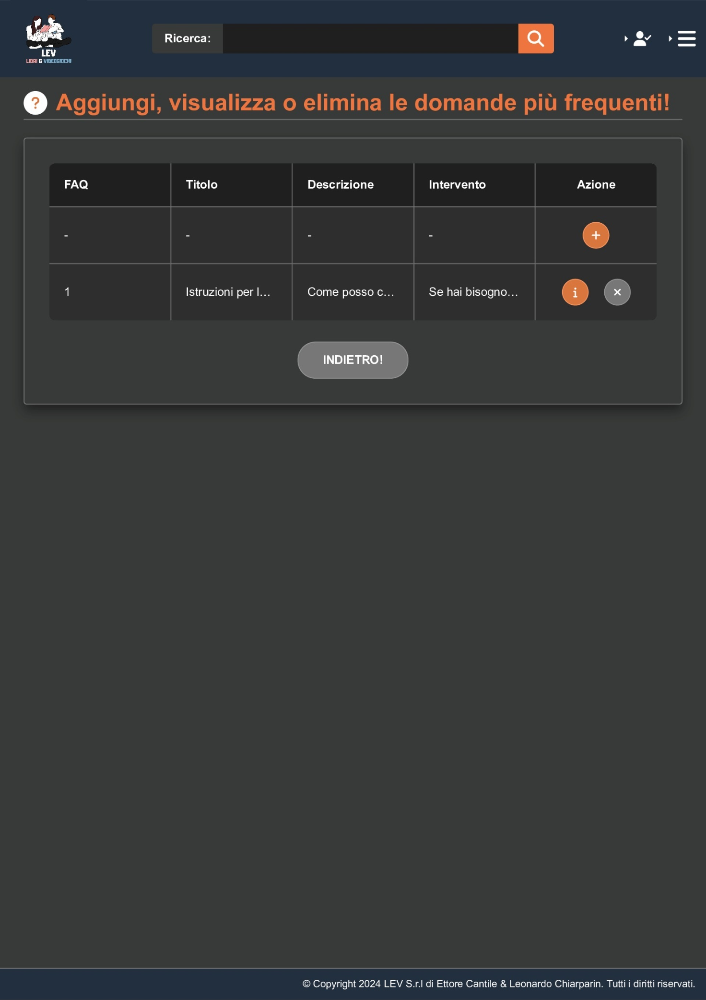 LEV
LIBRI & VIDEOGIOCHI
Ricerca:
? Aggiungi, visualizza o elimina le domande più frequenti!
FAQ Titolo Descrizione Intervento Azione
- - - - +
1 Istruzioni per l… Come posso c… Se hai bisogno… i ×
INDIETRO!
© Copyright 2024 LEV S.r.l di Ettore Cantile & Leonardo Chiarparin. Tutti i diritti riservati.